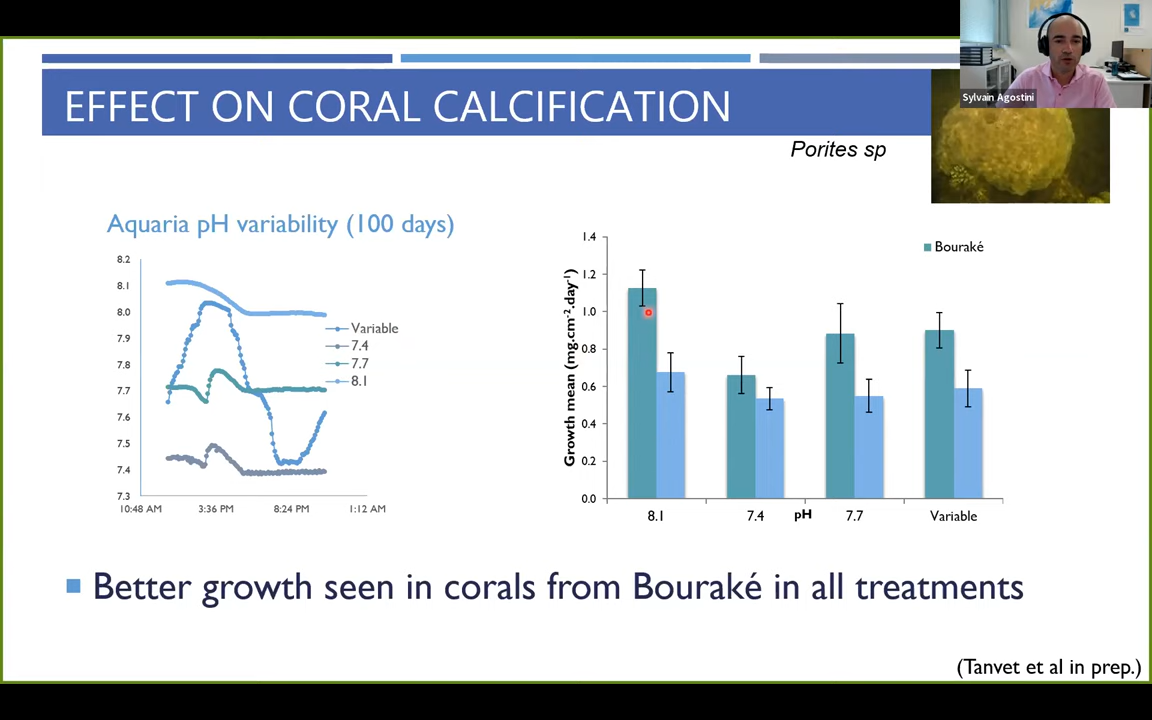 Sylvain Agostini
EFFECT ON CORAL CALCIFICATION
Porites sp
Aquaria pH variability (100 days)
8.2
8.1
8.0
7.9
7.8
7.7
7.6
7.5
7.4
7.3
10:48 AM 3:36 PM 8:24 PM 1:12 AM
Variable
7.4
7.7
8.1
Growth mean (mg.cm-2.day-1)
1.4
1.2
1.0
0.8
0.6
0.4
0.2
0.0
Bouraké
8.1 7.4 pH 7.7 Variable
Better growth seen in corals from Bouraké in all treatments
(Tanvet et al in prep.)